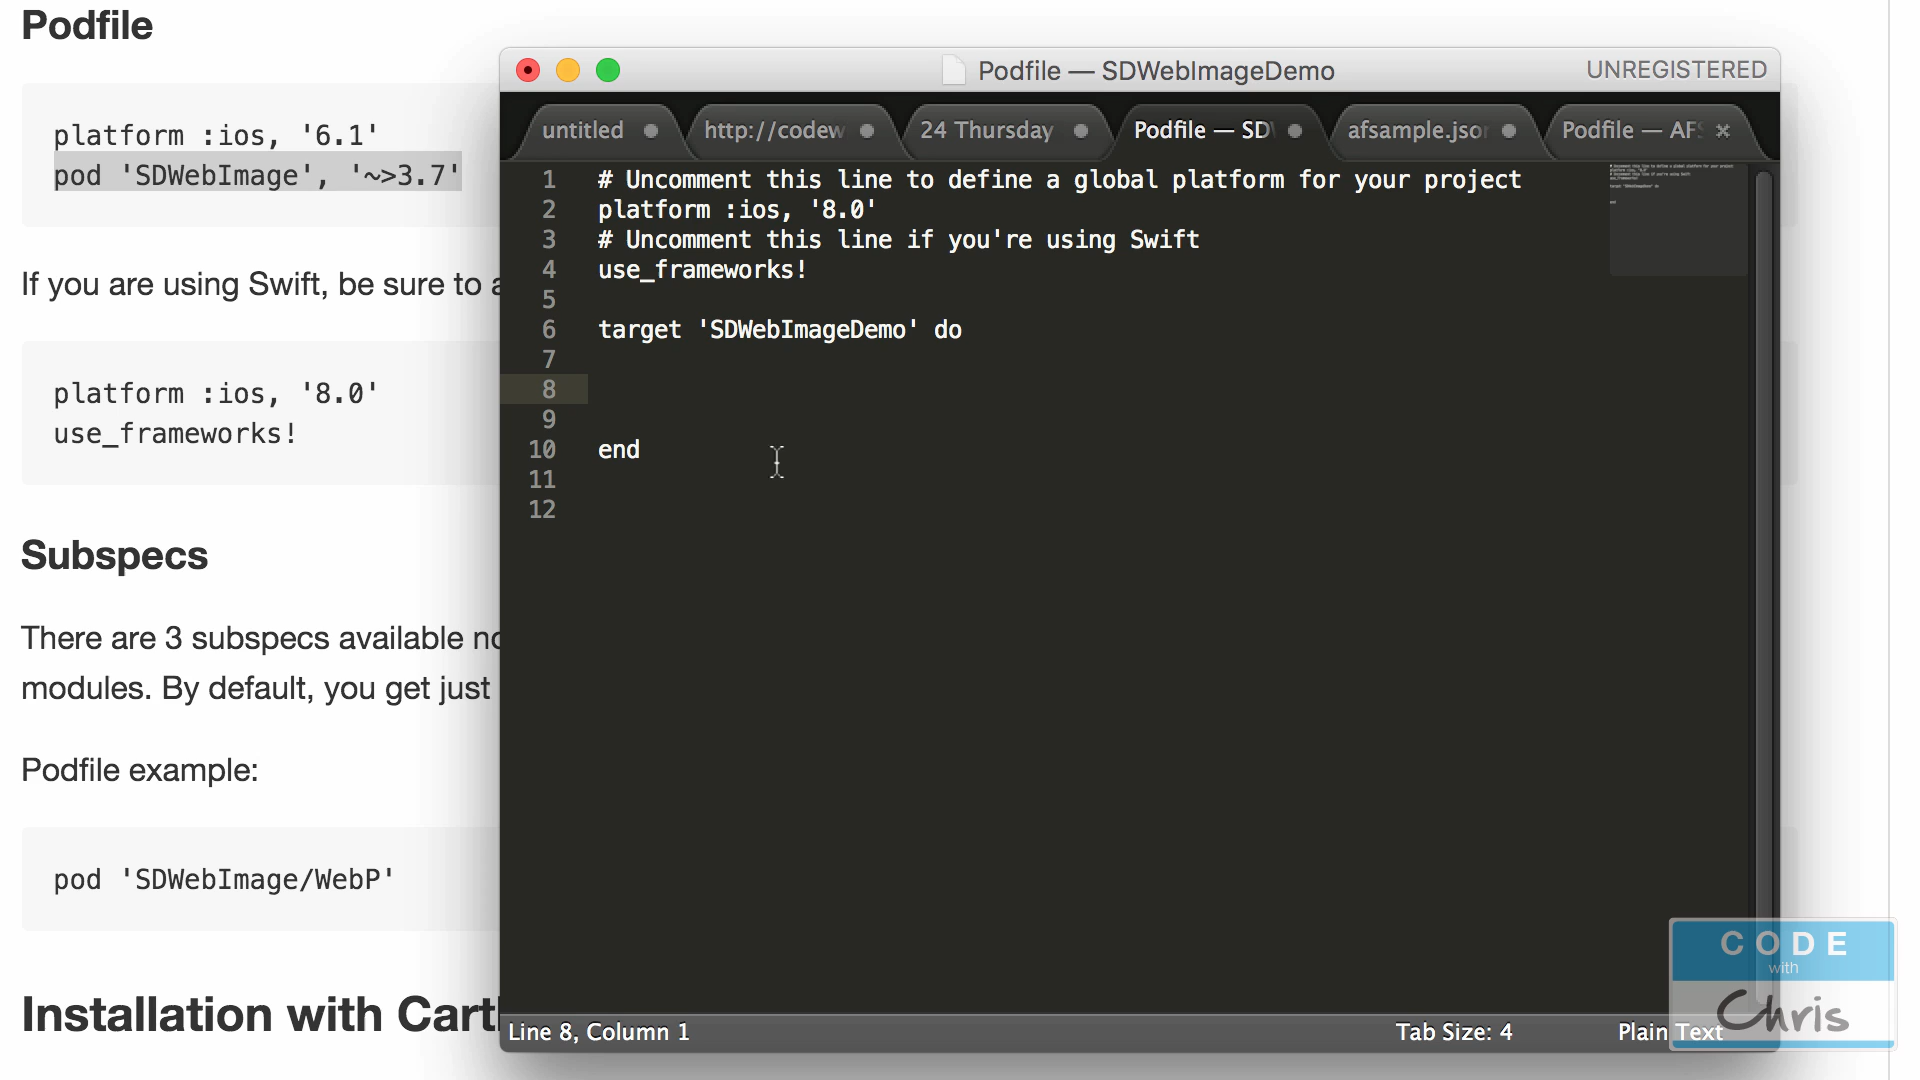 Podfile
platform :ios, '6.1'
pod 'SDWebImage', '~>3.7'
If you are using Swift, be sure to
platform :ios, '8.0'
use_frameworks!
Subspecs
There are 3 subspecs available
modules. By default, you get just
Podfile example:
pod 'SDWebImage/WebP'
Installation with
Podfile — SDWebImageDemo
UNREGISTERED
untitled
http://codew
24 Thursday
Podfile — SD
afsample.jso
Podfile — AF
1 # Uncomment this line to define a global platform for your project
2 platform :ios, '8.0'
3 # Uncomment this line if you're using Swift
4 use_frameworks!
5
6 target 'SDWebImageDemo' do
7
8
9
10 end
11
12
Line 8, Column 1
Tab Size: 4
Plain Text
CODE
with
Chris